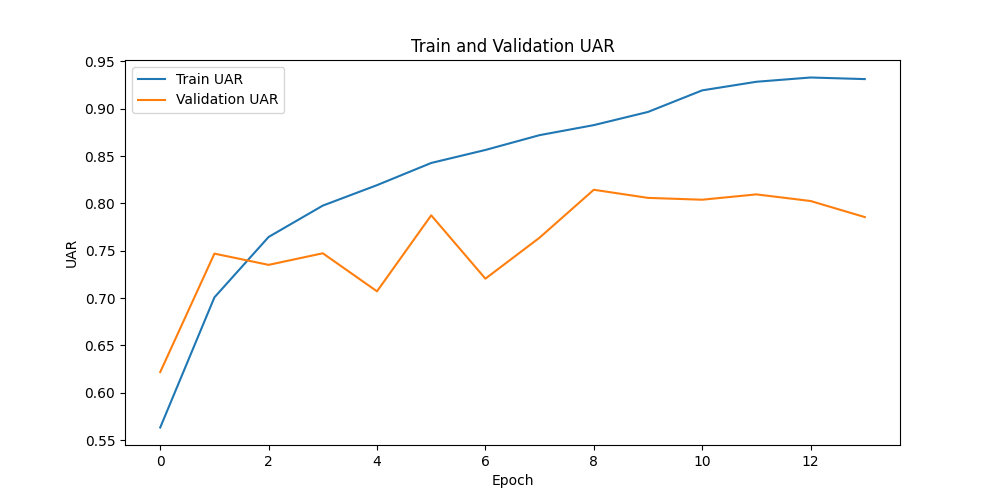 Train and Validation UAR
Train UAR
Validation UAR
UAR
0.95
0.90
0.85
0.80
0.75
0.70
0.65
0.60
0.55
0 2 4 6 8 10 12
Epoch